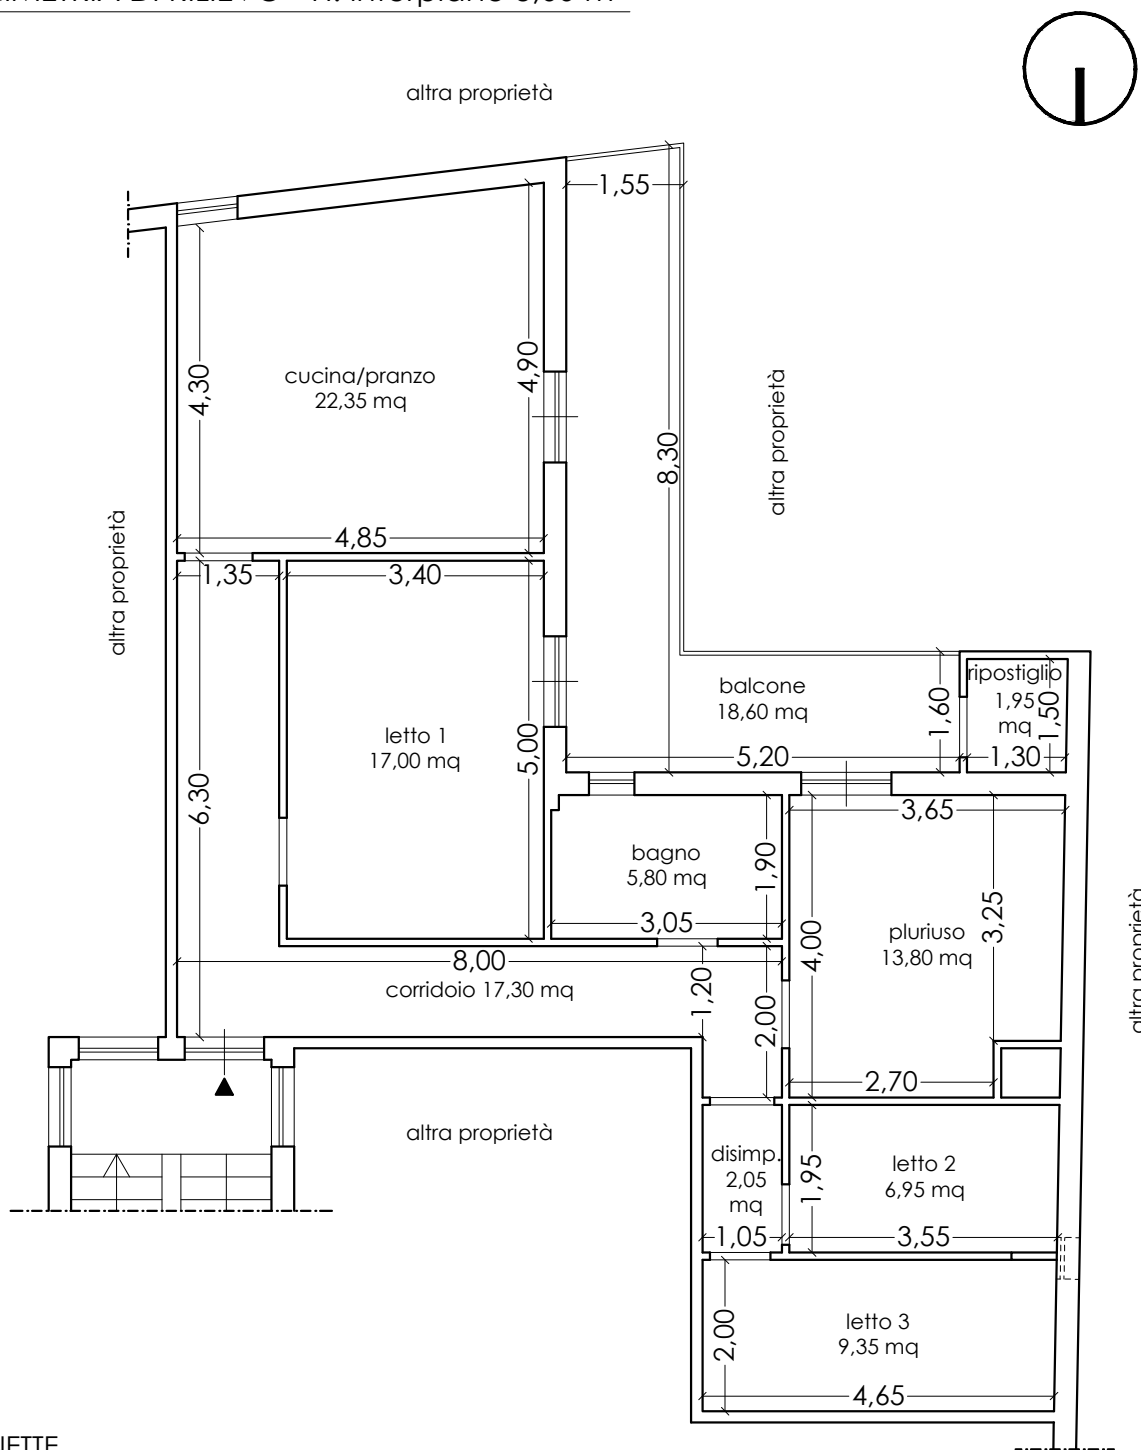 H. interpiano 3,00 m
altra proprietà
1,55
4,30
4,90
cucina/pranzo
22,35 mq
8,30
altra proprietà
altra proprietà
4,85
1,35
3,40
6,30
letto 1
17,00 mq
5,00
balcone
18,60 mq
1,60
ripostiglio
1,95
mq
1,50
5,20
1,30
3,65
bagno
5,80 mq
1,90
3,05
4,00
pluriuso
13,80 mq
3,25
altra proprietà
8,00
corridoio 17,30 mq
1,20
2,00
2,70
altra proprietà
disimp.
2,05
mq
1,95
letto 2
6,95 mq
1,05
3,55
2,00
letto 3
9,35 mq
4,65